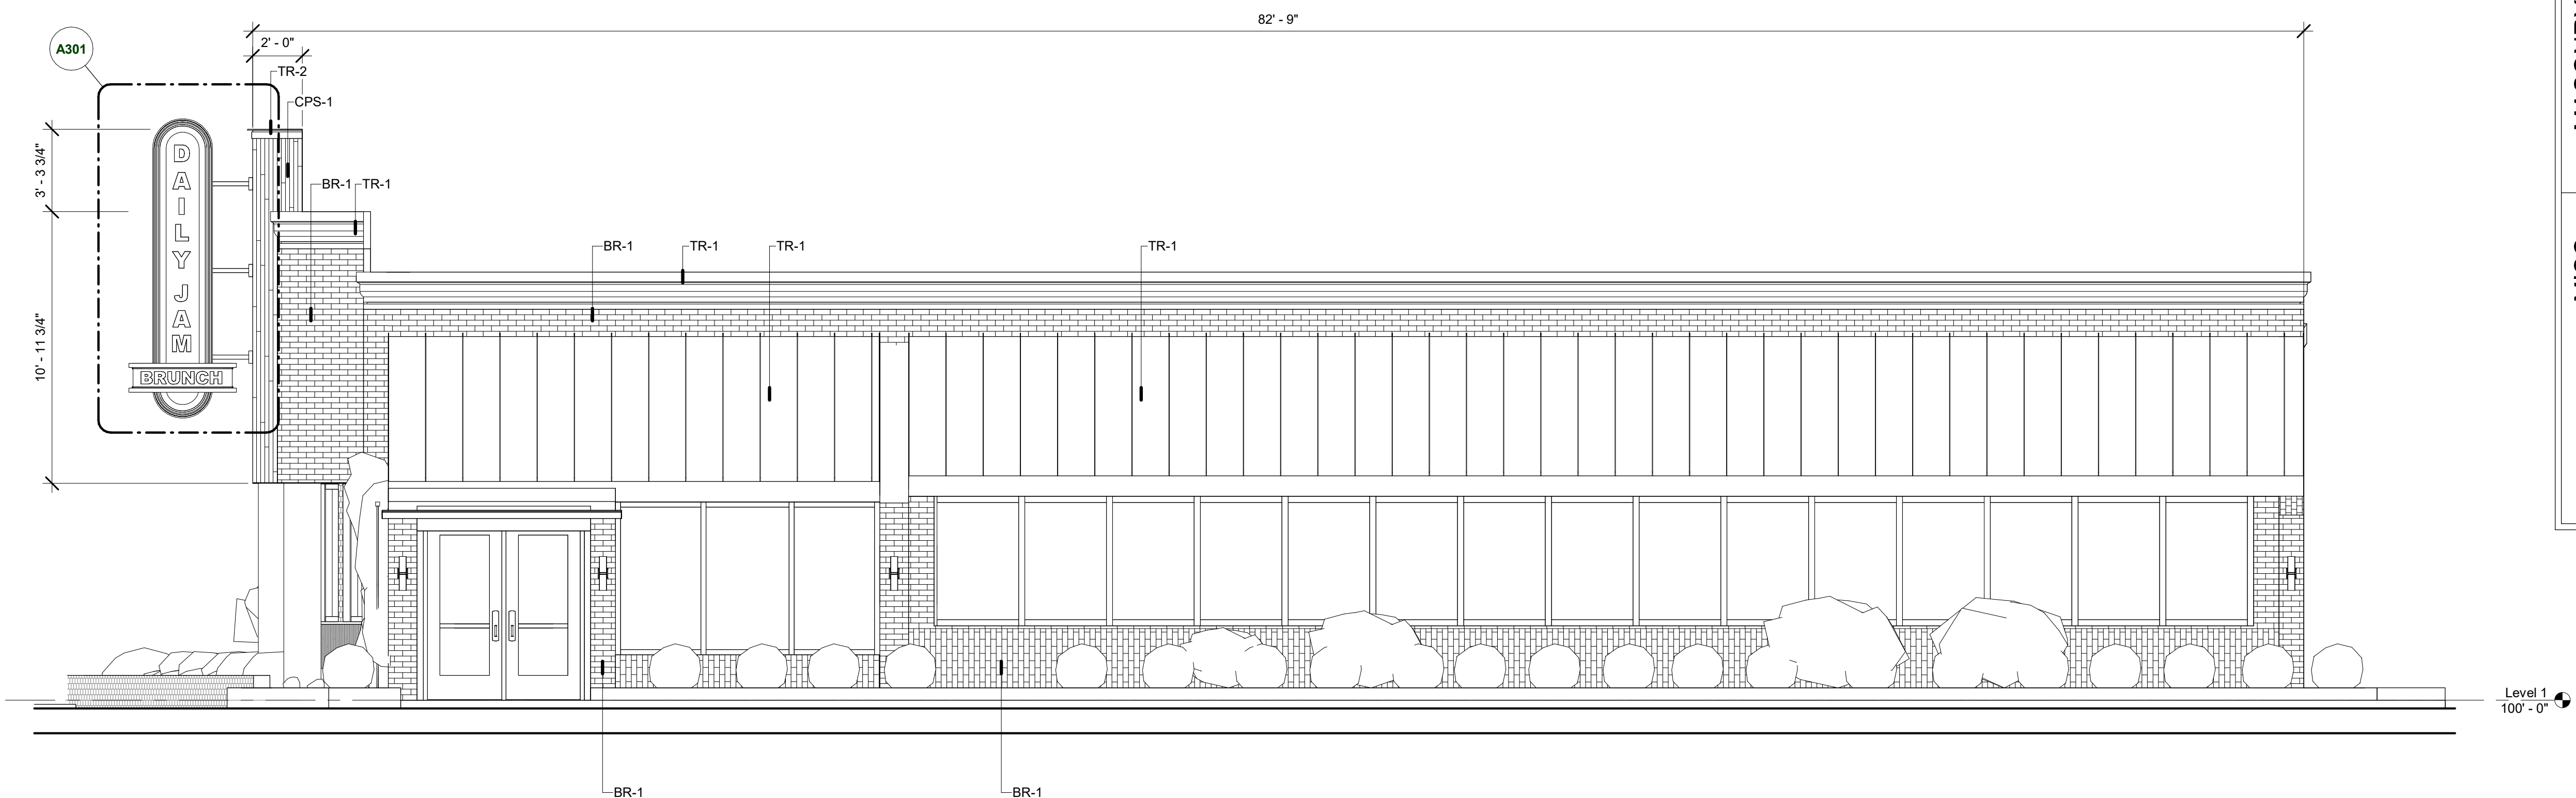 82' - 9"
A301
2' - 0"
TR-2
CPS-1
3' - 3 3/4"
BR-1
TR-1
DAILY JAM
BRUNCH
BR-1
TR-1
TR-1
TR-1
10' - 11 3/4"
Level 1
100' - 0"
BR-1
BR-1